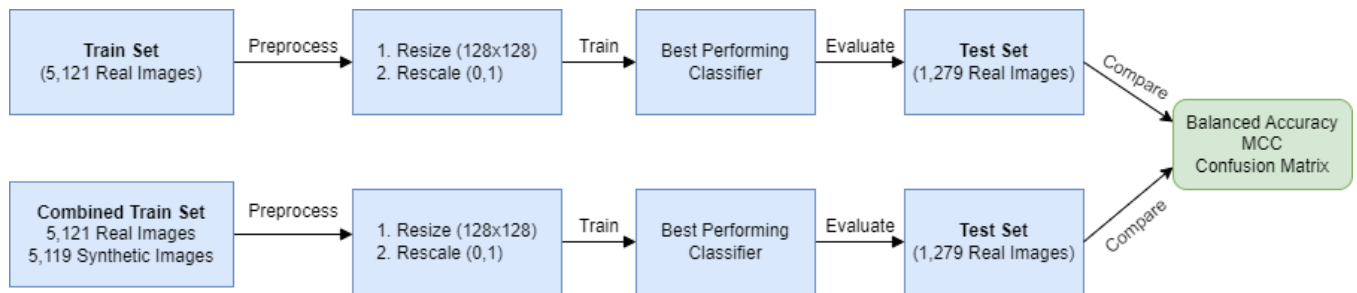 Train Set
(5,121 Real Images)
Preprocess
1. Resize (128x128)
2. Rescale (0,1)
Train
Best Performing
Classifier
Evaluate
Test Set
(1,279 Real Images)
Compare
Balanced Accuracy
MCC
Confusion Matrix
Combined Train Set
5,121 Real Images
5,119 Synthetic Images
Preprocess
1. Resize (128x128)
2. Rescale (0,1)
Train
Best Performing
Classifier
Evaluate
Test Set
(1,279 Real Images)
Compare